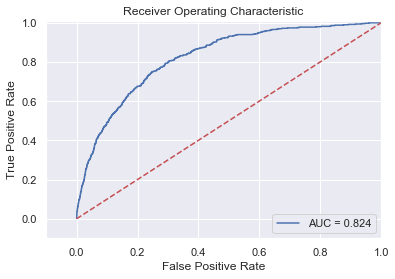 Receiver Operating Characteristic
True Positive Rate
1.0
0.8
0.6
0.4
0.2
0.0
AUC = 0.824
0.0 0.2 0.4 0.6 0.8 1.0
False Positive Rate